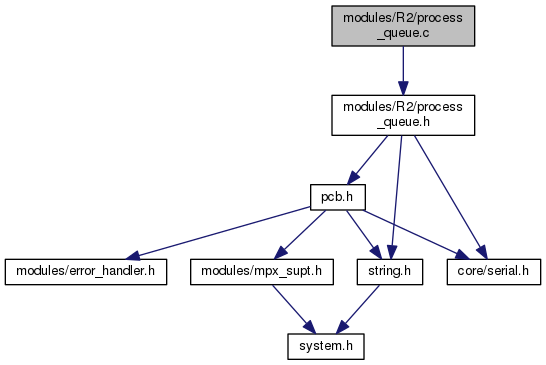 modules/R2/process
_queue.c
modules/R2/process
_queue.h
pcb.h
modules/error_handler.h
modules/mpx_supt.h
string.h
core/serial.h
system.h